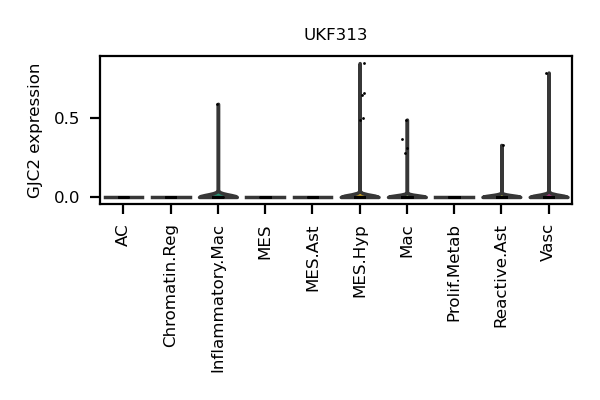 UKF313
GJC2 expression
0.5
0.0
AC
Chromatin.Reg
Inflammatory.Mac
MES
MES.Ast
MES.Hyp
Mac
Prolif.Metab
Reactive.Ast
Vasc